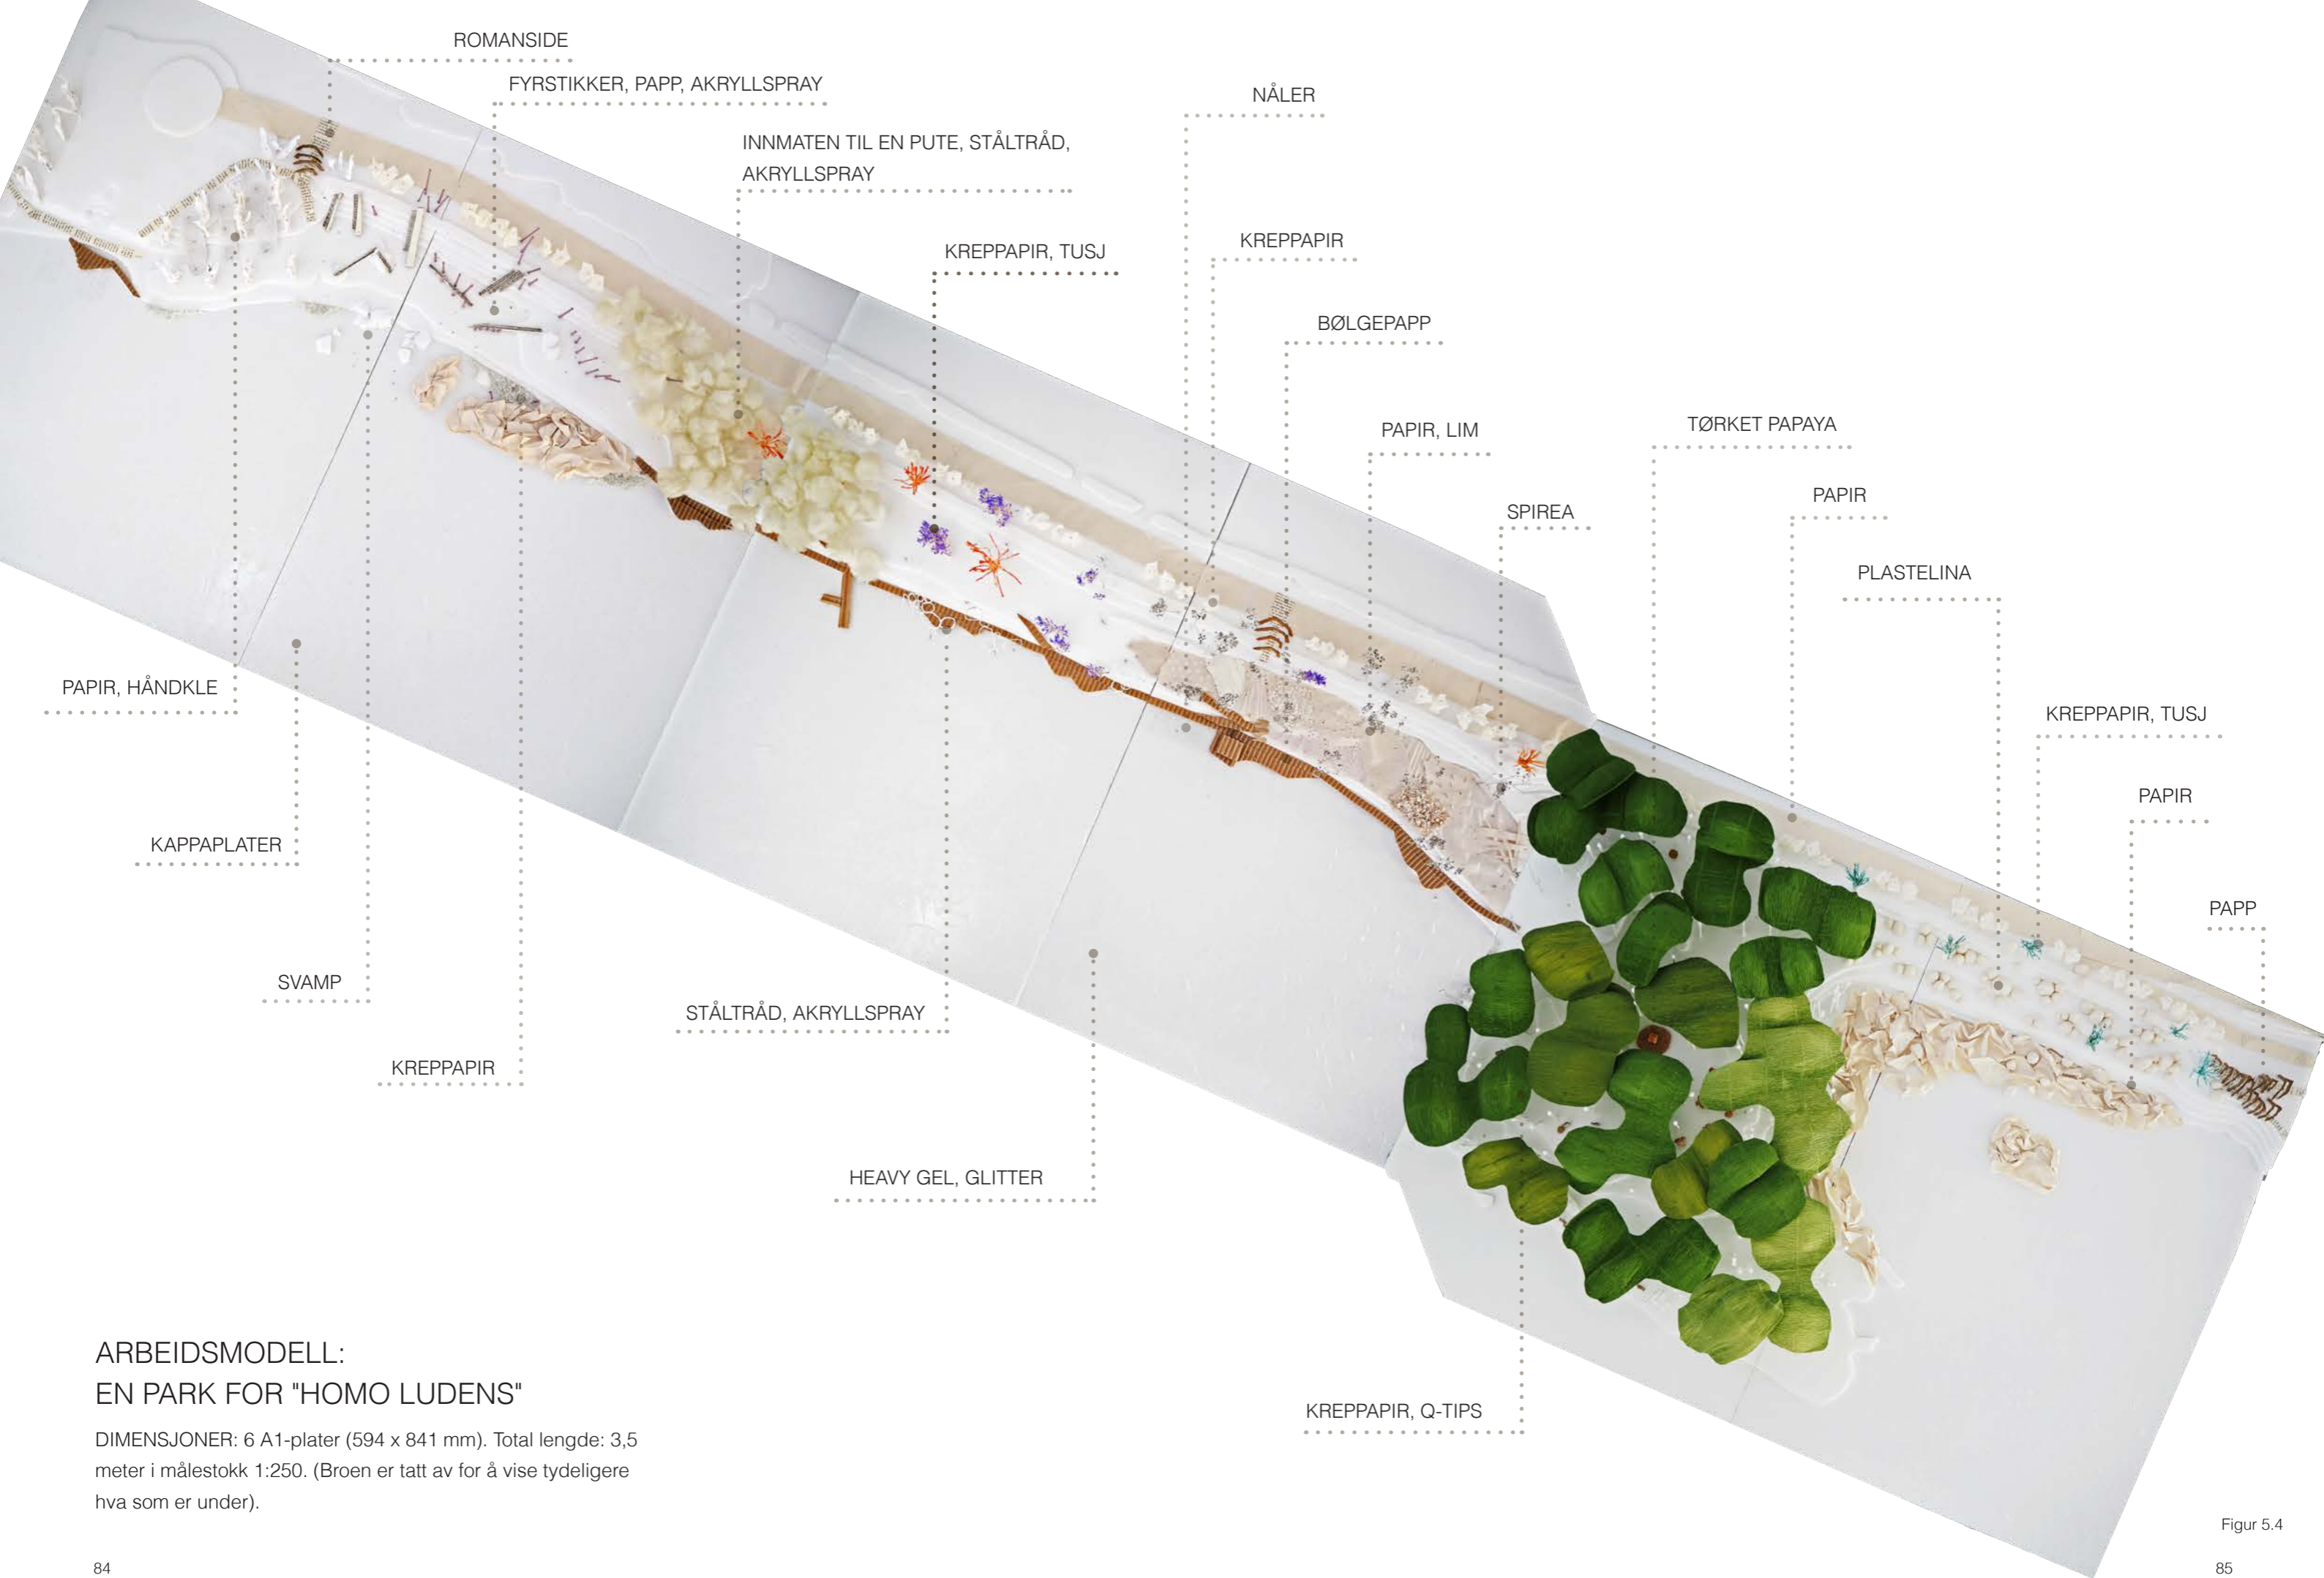 ROMANSIDE
FYRSTIKKER, PAPP, AKRYLLSPRAY
NÅLER
INNMATEN TIL EN PUTE, STÅLTRÅD,
AKRYLLSPRAY
KREPPAPIR, TUSJ
KREPPAPIR
BØLGEPAPP
PAPIR, LIM
TØRKET PAPAYA
SPIREA
PAPIR
PLASTELINA
PAPIR, HÅNDKLE
KREPPAPIR, TUSJ
PAPIR
KAPPAPLATER
PAPP
SVAMP
STÅLTRÅD, AKRYLLSPRAY
KREPPAPIR
HEAVY GEL, GLITTER
KREPPAPIR, Q-TIPS
ARBEIDSMODELL:
EN PARK FOR "HOMO LUDENS"
DIMENSJONER: 6 A1-plater (594 x 841 mm). Total lengde: 3,5
meter i målestokk 1:250. (Broen er tatt av for å vise tydeligere
hva som er under).
Figur 5.4
84
85